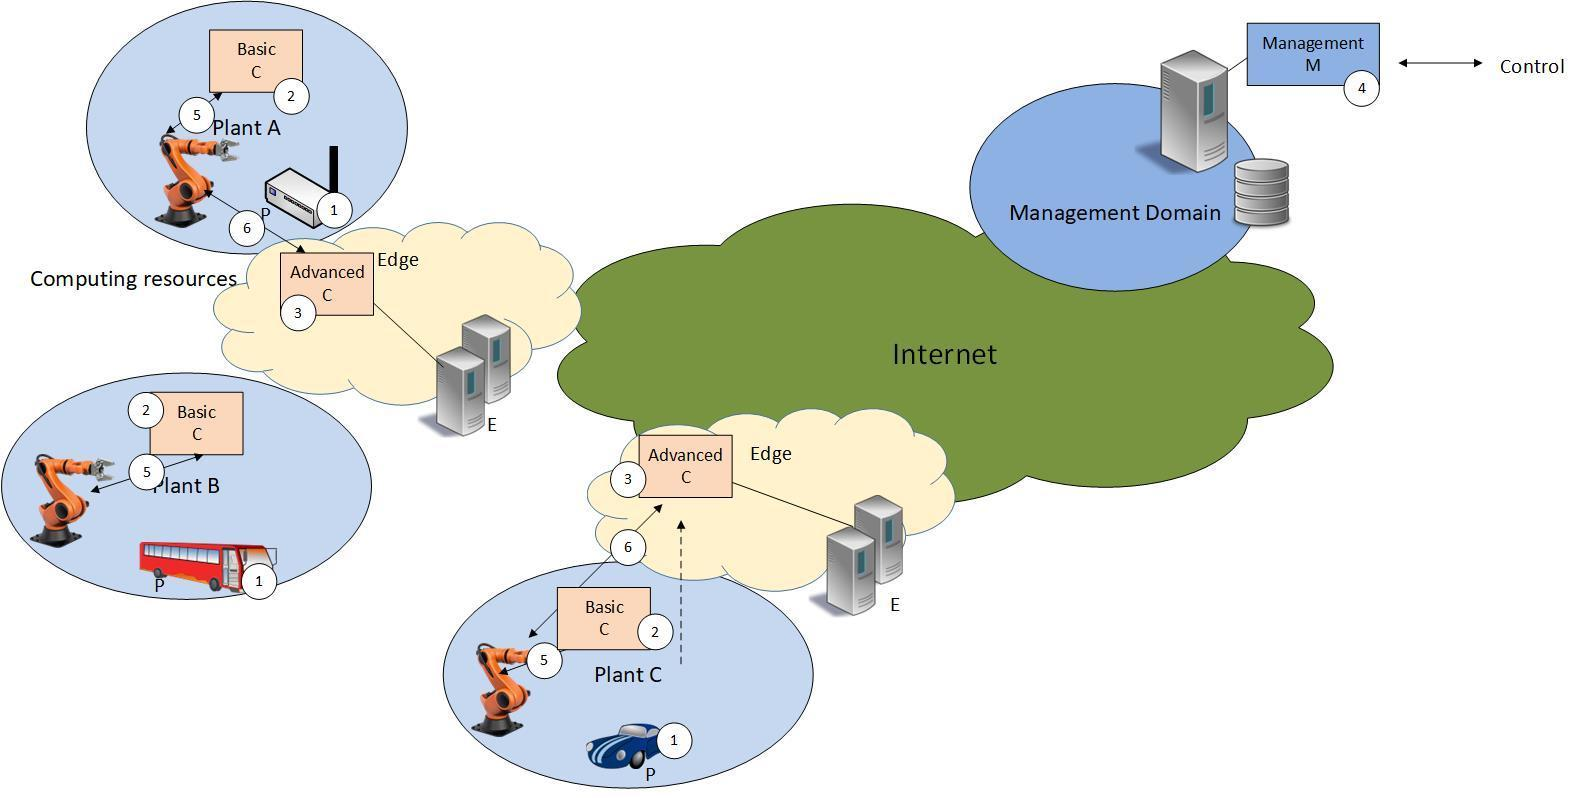 Basic
C
2
5
Plant A
P
1
6
Computing resources
Advanced
C
3
Edge
E
2
Basic
C
5
Plant B
P
1
Internet
Advanced
C
3
Edge
6
E
Basic
C
2
5
Plant C
1
P
Management
M
4
Control
Management Domain